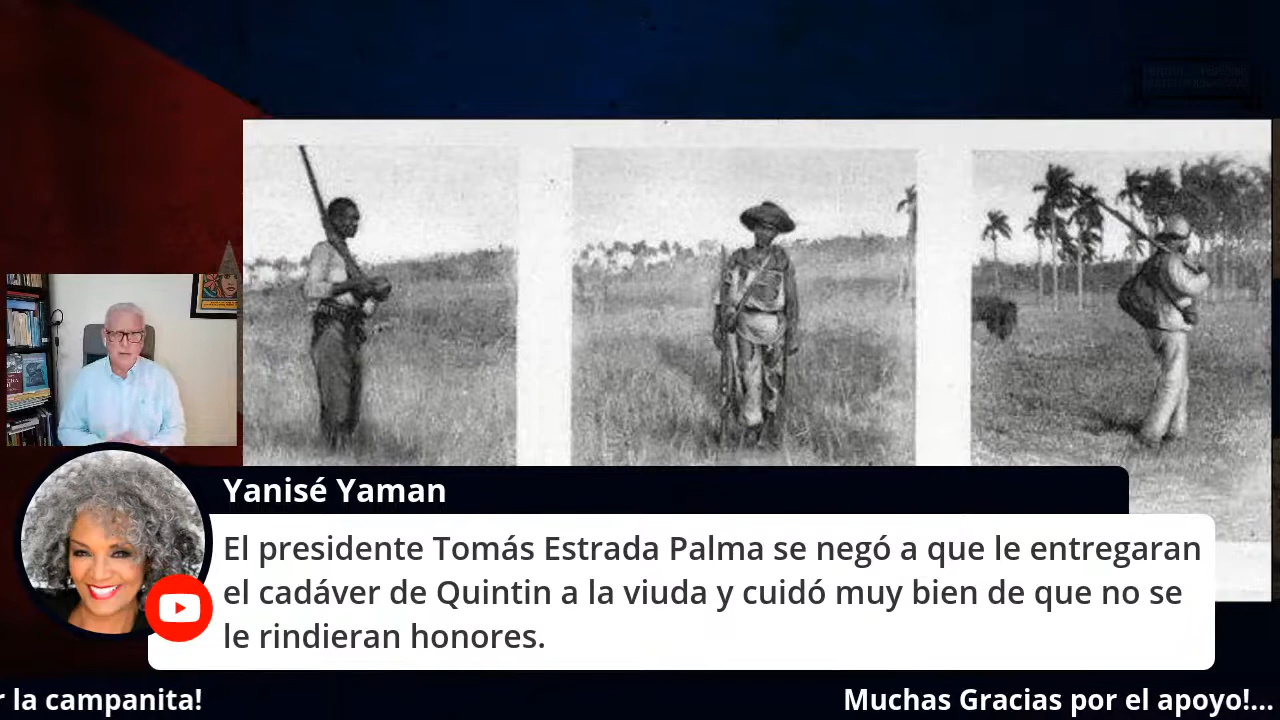 Yanisé Yaman
El presidente Tomás Estrada Palma se negó a que le entregaran
el cadáver de Quintin a la viuda y cuidó muy bien de que no se
le rindieran honores.
r la campanita!
Muchas Gracias por el apoyo!...